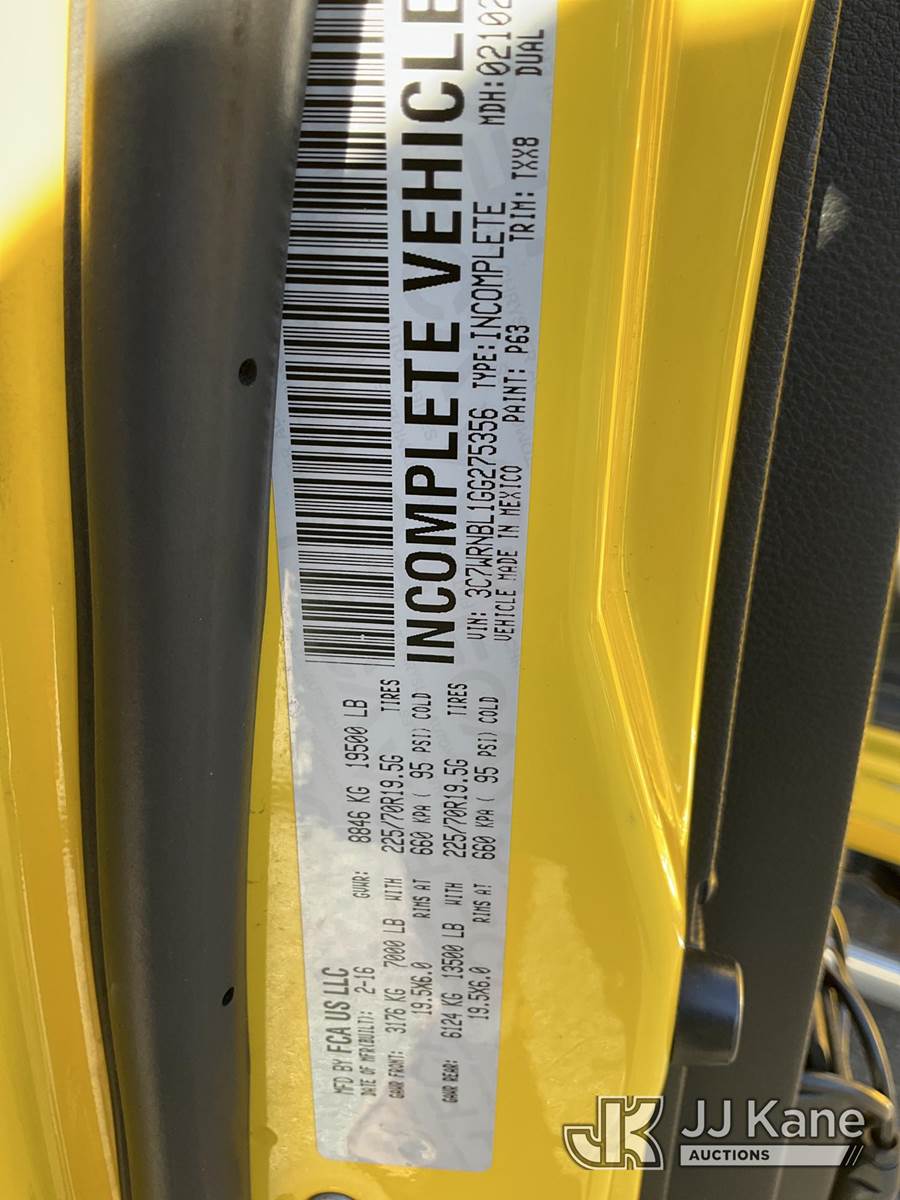 MFD BY FCA US LLC
DATE OF MFR(BUILT): 2-16 GVWR: 8846 KG 19500 LB
GAWR FRONT: 3176 KG 7000 LB WITH 225/70R19.5G TIRES
19.5X6.0 RIMS AT 660 KPA ( 95 PSI) COLD
GAWR REAR: 6124 KG 13500 LB WITH 225/70R19.5G TIRES
19.5X6.0 RIMS AT 660 KPA ( 95 PSI) COLD
INCOMPLETE VEHICLE
VIN: 3C7WRNBL1GG275356 TYPE: INCOMPLETE MDH: 02102
VEHICLE MADE IN MEXICO PAINT: P63 TRIM: TXX8 DUAL
JK JJ Kane
AUCTIONS